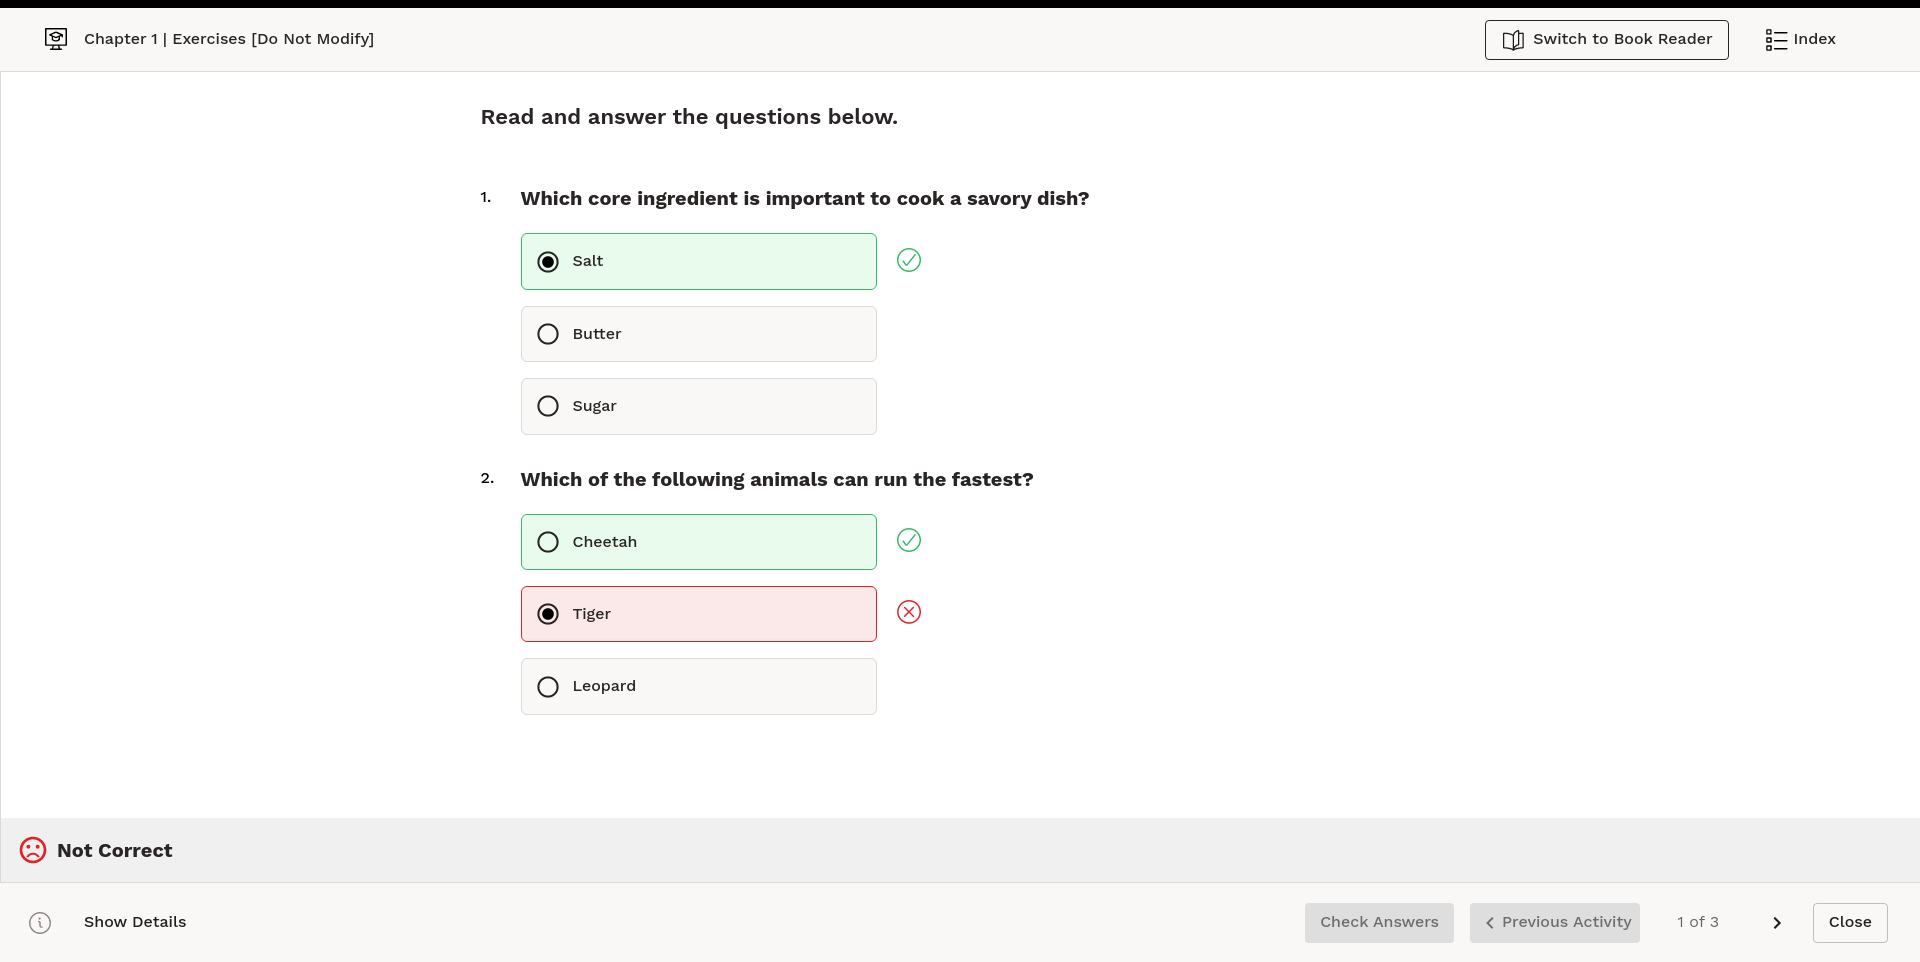 Chapter 1 | Exercises [Do Not Modify]
Switch to Book Reader
Index
Read and answer the questions below.
1. Which core ingredient is important to cook a savory dish?
Salt
Butter
Sugar
2. Which of the following animals can run the fastest?
Cheetah
Tiger
Leopard
Not Correct
Show Details
Check Answers
Previous Activity
1 of 3
Close